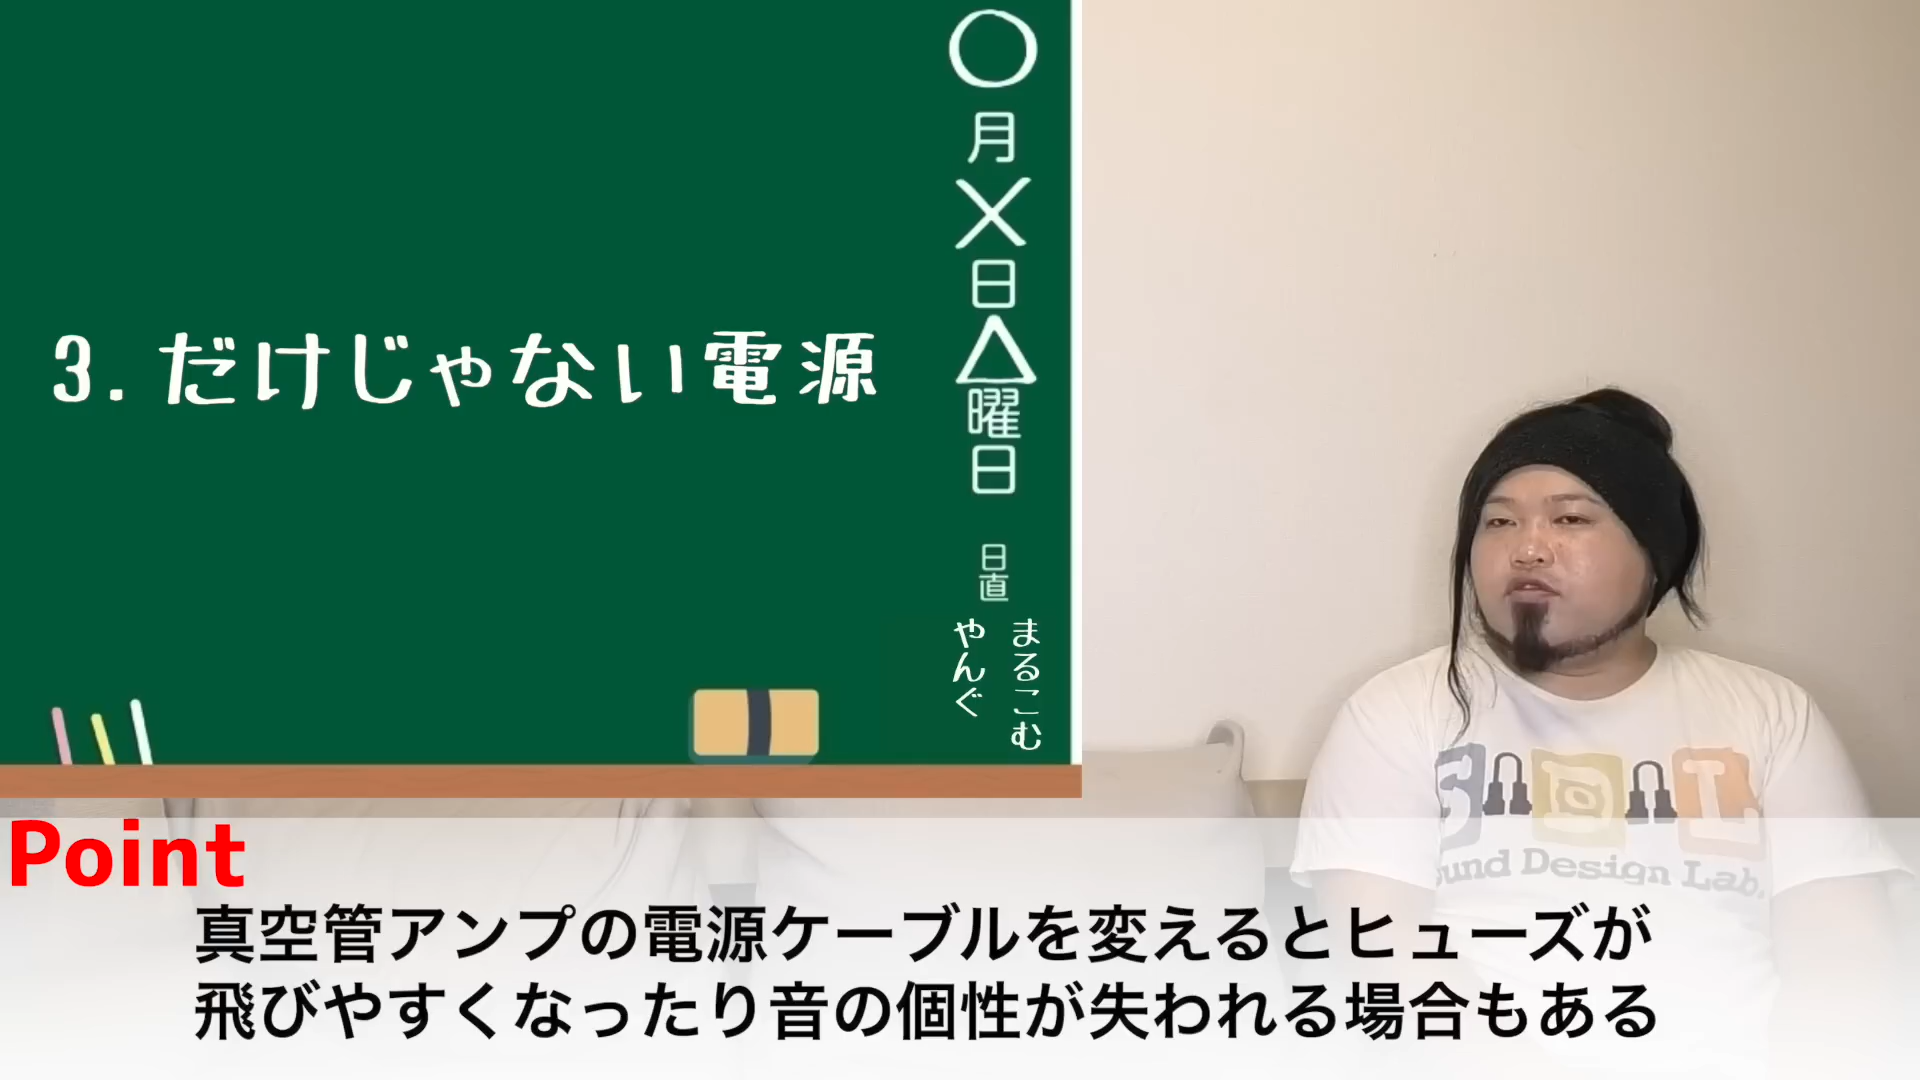 3.だけじゃない電源
〇月×日△曜日
日直
まるこむ
やんぐ
SDL
ound Design Lab.
Point
真空管アンプの電源ケーブルを変えるとヒューズが
飛びやすくなったり音の個性が失われる場合もある